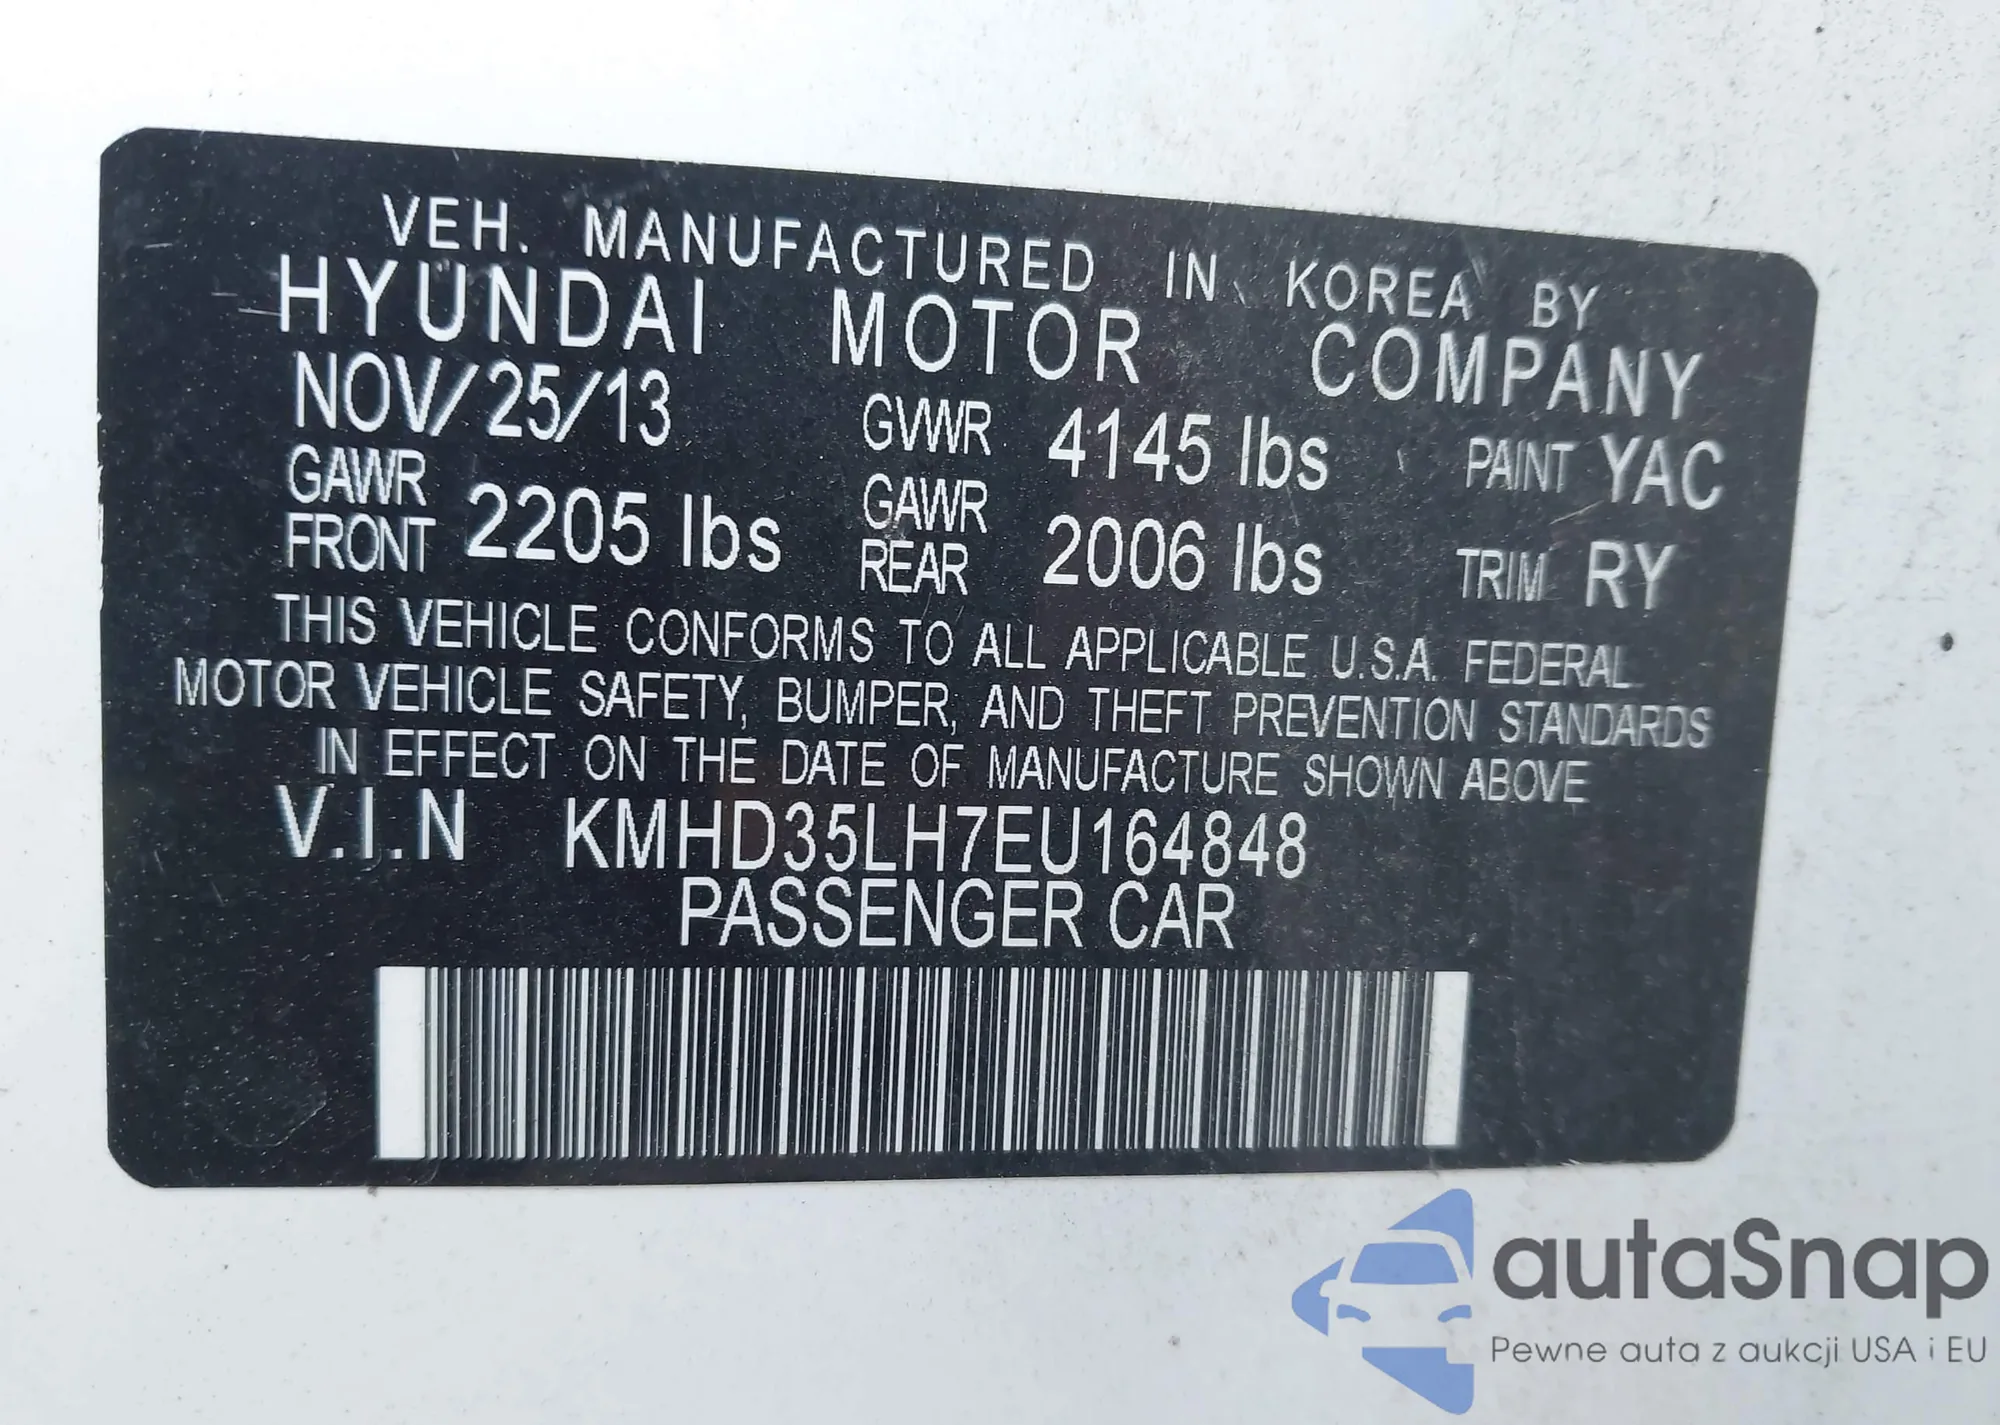 VEH. MANUFACTURED IN KOREA BY
HYUNDAI MOTOR COMPANY
NOV/25/13 GVWR 4145 lbs PAINT YAC
GAWR FRONT 2205 lbs GAWR REAR 2006 lbs TRIM RY
THIS VEHICLE CONFORMS TO ALL APPLICABLE U.S.A. FEDERAL
MOTOR VEHICLE SAFETY, BUMPER, AND THEFT PREVENTION STANDARDS
IN EFFECT ON THE DATE OF MANUFACTURE SHOWN ABOVE
V.I.N KMHD35LH7EU164848
PASSENGER CAR
autaSnap
Pewne auta z aukcji USA i EU